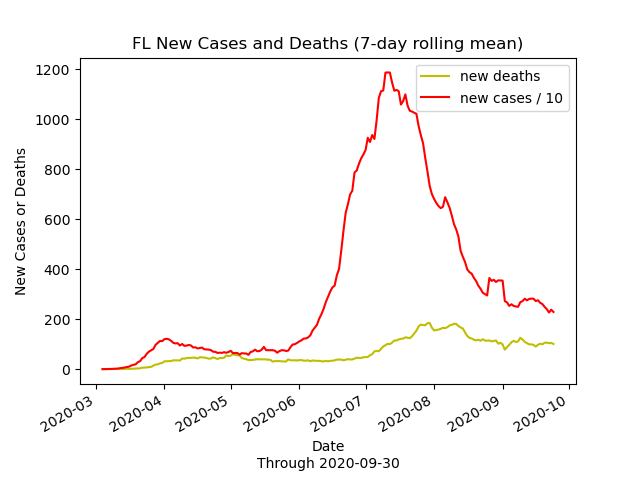 FL New Cases and Deaths (7-day rolling mean)
new deaths
new cases / 10
1200
1000
800
600
400
200
0
New Cases or Deaths
2020-03
2020-04
2020-05
2020-06
2020-07
2020-08
2020-09
2020-10
Date
Through 2020-09-30